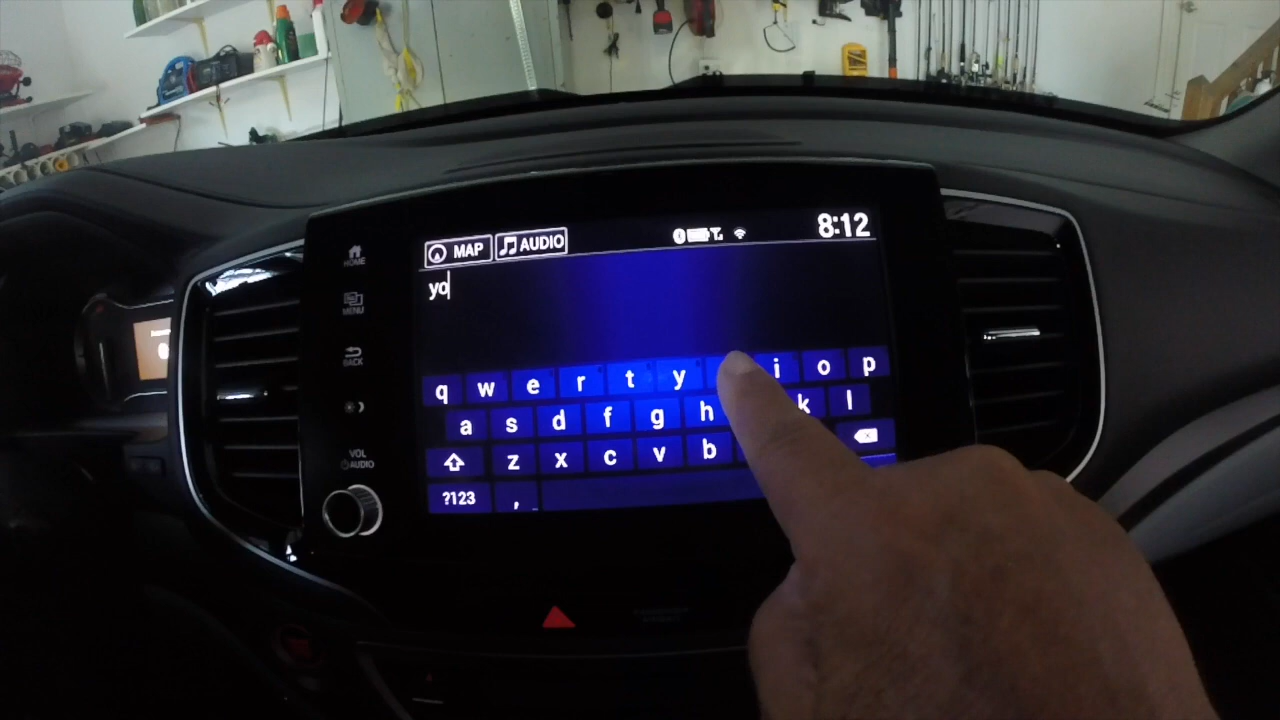 MAP AUDIO 8:12
HOME
yo
MENU
BACK
q w e r t y i o p
a s d f g h k l
z x c v b
?123 ,
VOL
AUDIO